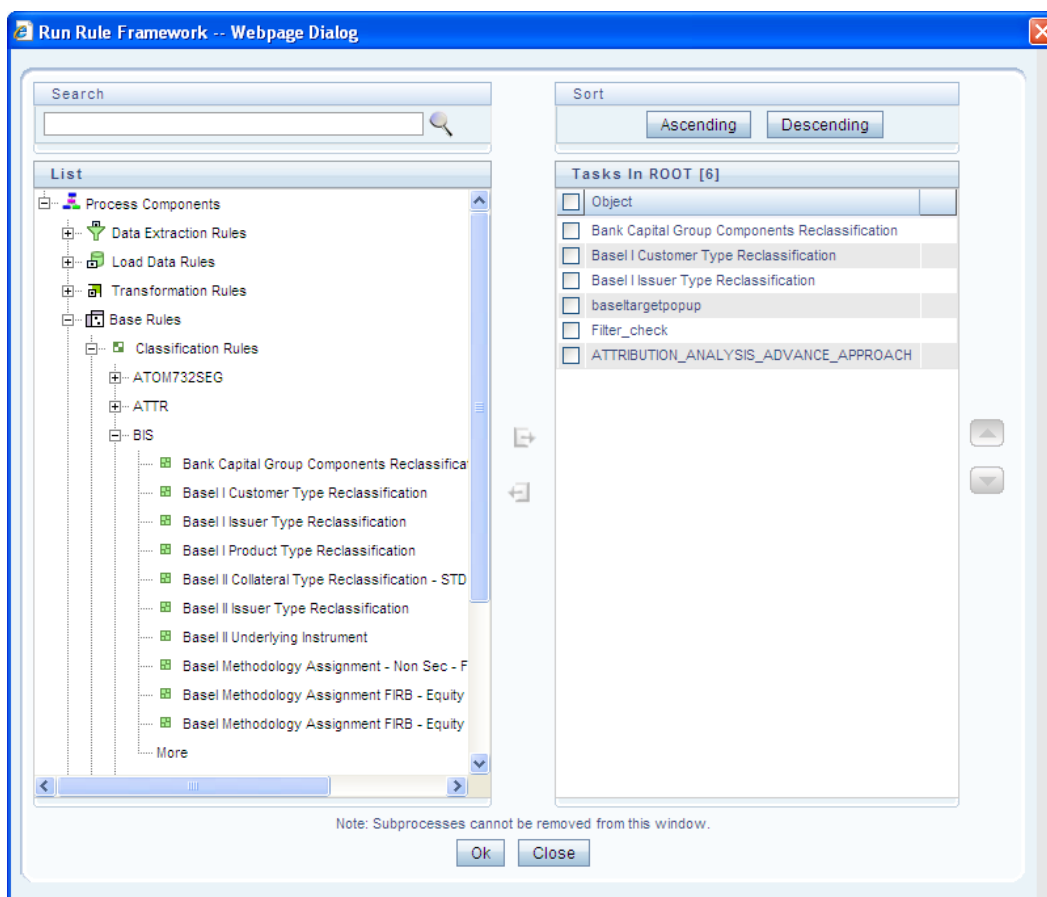 Run Rule Framework -- Webpage Dialog
Search
Sort
Ascending
Descending
List
Process Components
Data Extraction Rules
Load Data Rules
Transformation Rules
Base Rules
Classification Rules
ATOM732SEG
ATTR
BIS
Bank Capital Group Components Reclassifica
Basel I Customer Type Reclassification
Basel I Issuer Type Reclassification
Basel I Product Type Reclassification
Basel II Collateral Type Reclassification - STD
Basel II Issuer Type Reclassification
Basel II Underlying Instrument
Basel Methodology Assignment - Non Sec - F
Basel Methodology Assignment FIRB - Equity
Basel Methodology Assignment FIRB - Equity
More
Tasks In ROOT [6]
Object
Bank Capital Group Components Reclassification
Basel I Customer Type Reclassification
Basel I Issuer Type Reclassification
baseltargetpopup
Filter_check
ATTRIBUTION_ANALYSIS_ADVANCE_APPROACH
Note: Subprocesses cannot be removed from this window.
Ok
Close